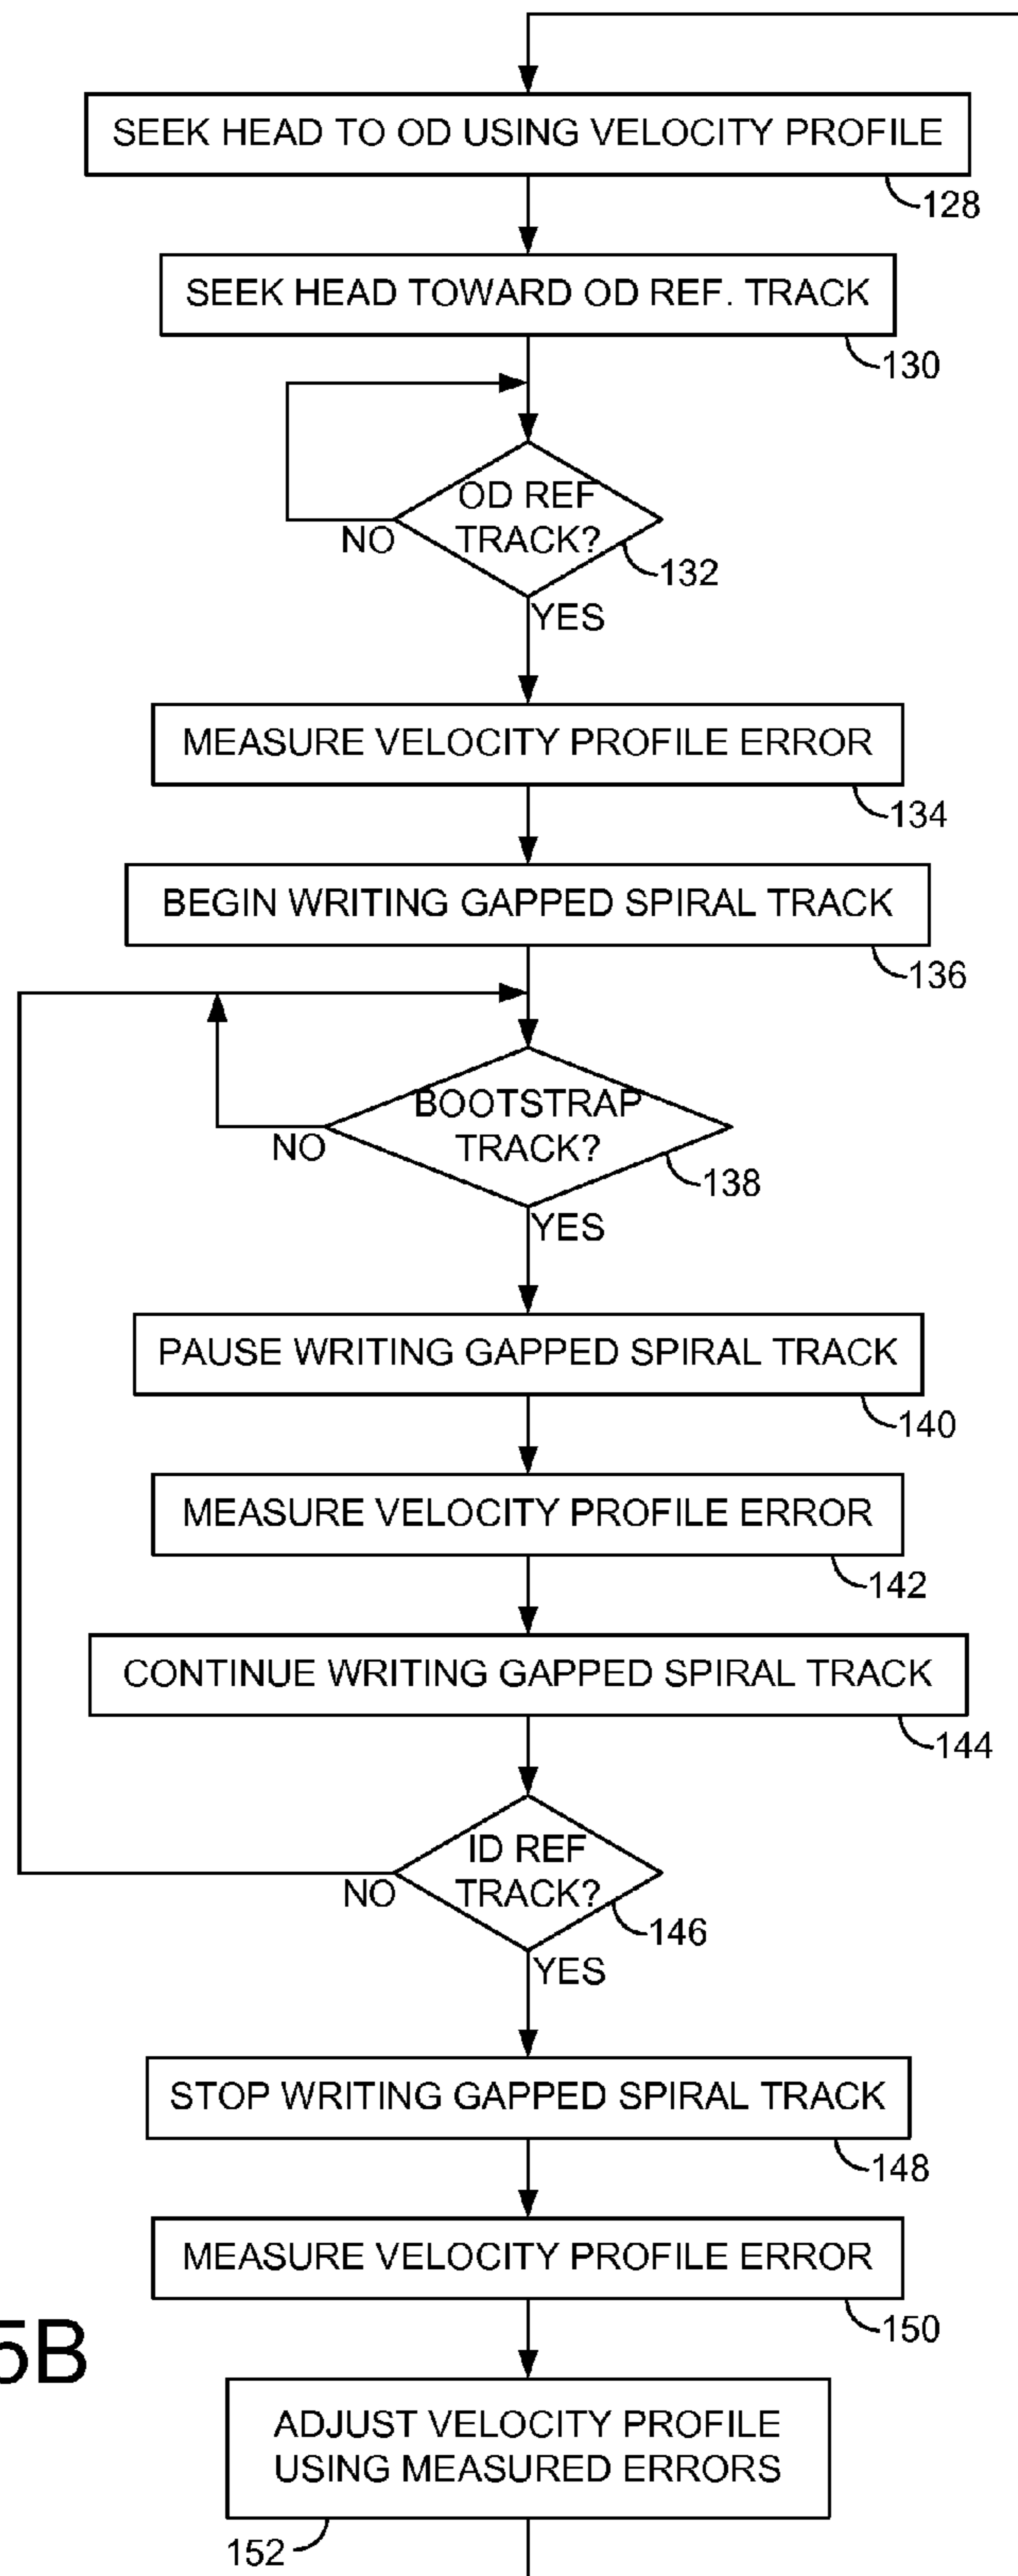 SEEK HEAD TO OD USING VELOCITY PROFILE
128
SEEK HEAD TOWARD OD REF. TRACK
130
OD REF
TRACK?
NO
132
YES
MEASURE VELOCITY PROFILE ERROR
134
BEGIN WRITING GAPPED SPIRAL TRACK
136
BOOTSTRAP
TRACK?
NO
138
YES
PAUSE WRITING GAPPED SPIRAL TRACK
140
MEASURE VELOCITY PROFILE ERROR
142
CONTINUE WRITING GAPPED SPIRAL TRACK
144
ID REF
TRACK?
NO
146
YES
STOP WRITING GAPPED SPIRAL TRACK
148
MEASURE VELOCITY PROFILE ERROR
150
5B
ADJUST VELOCITY PROFILE
USING MEASURED ERRORS
152